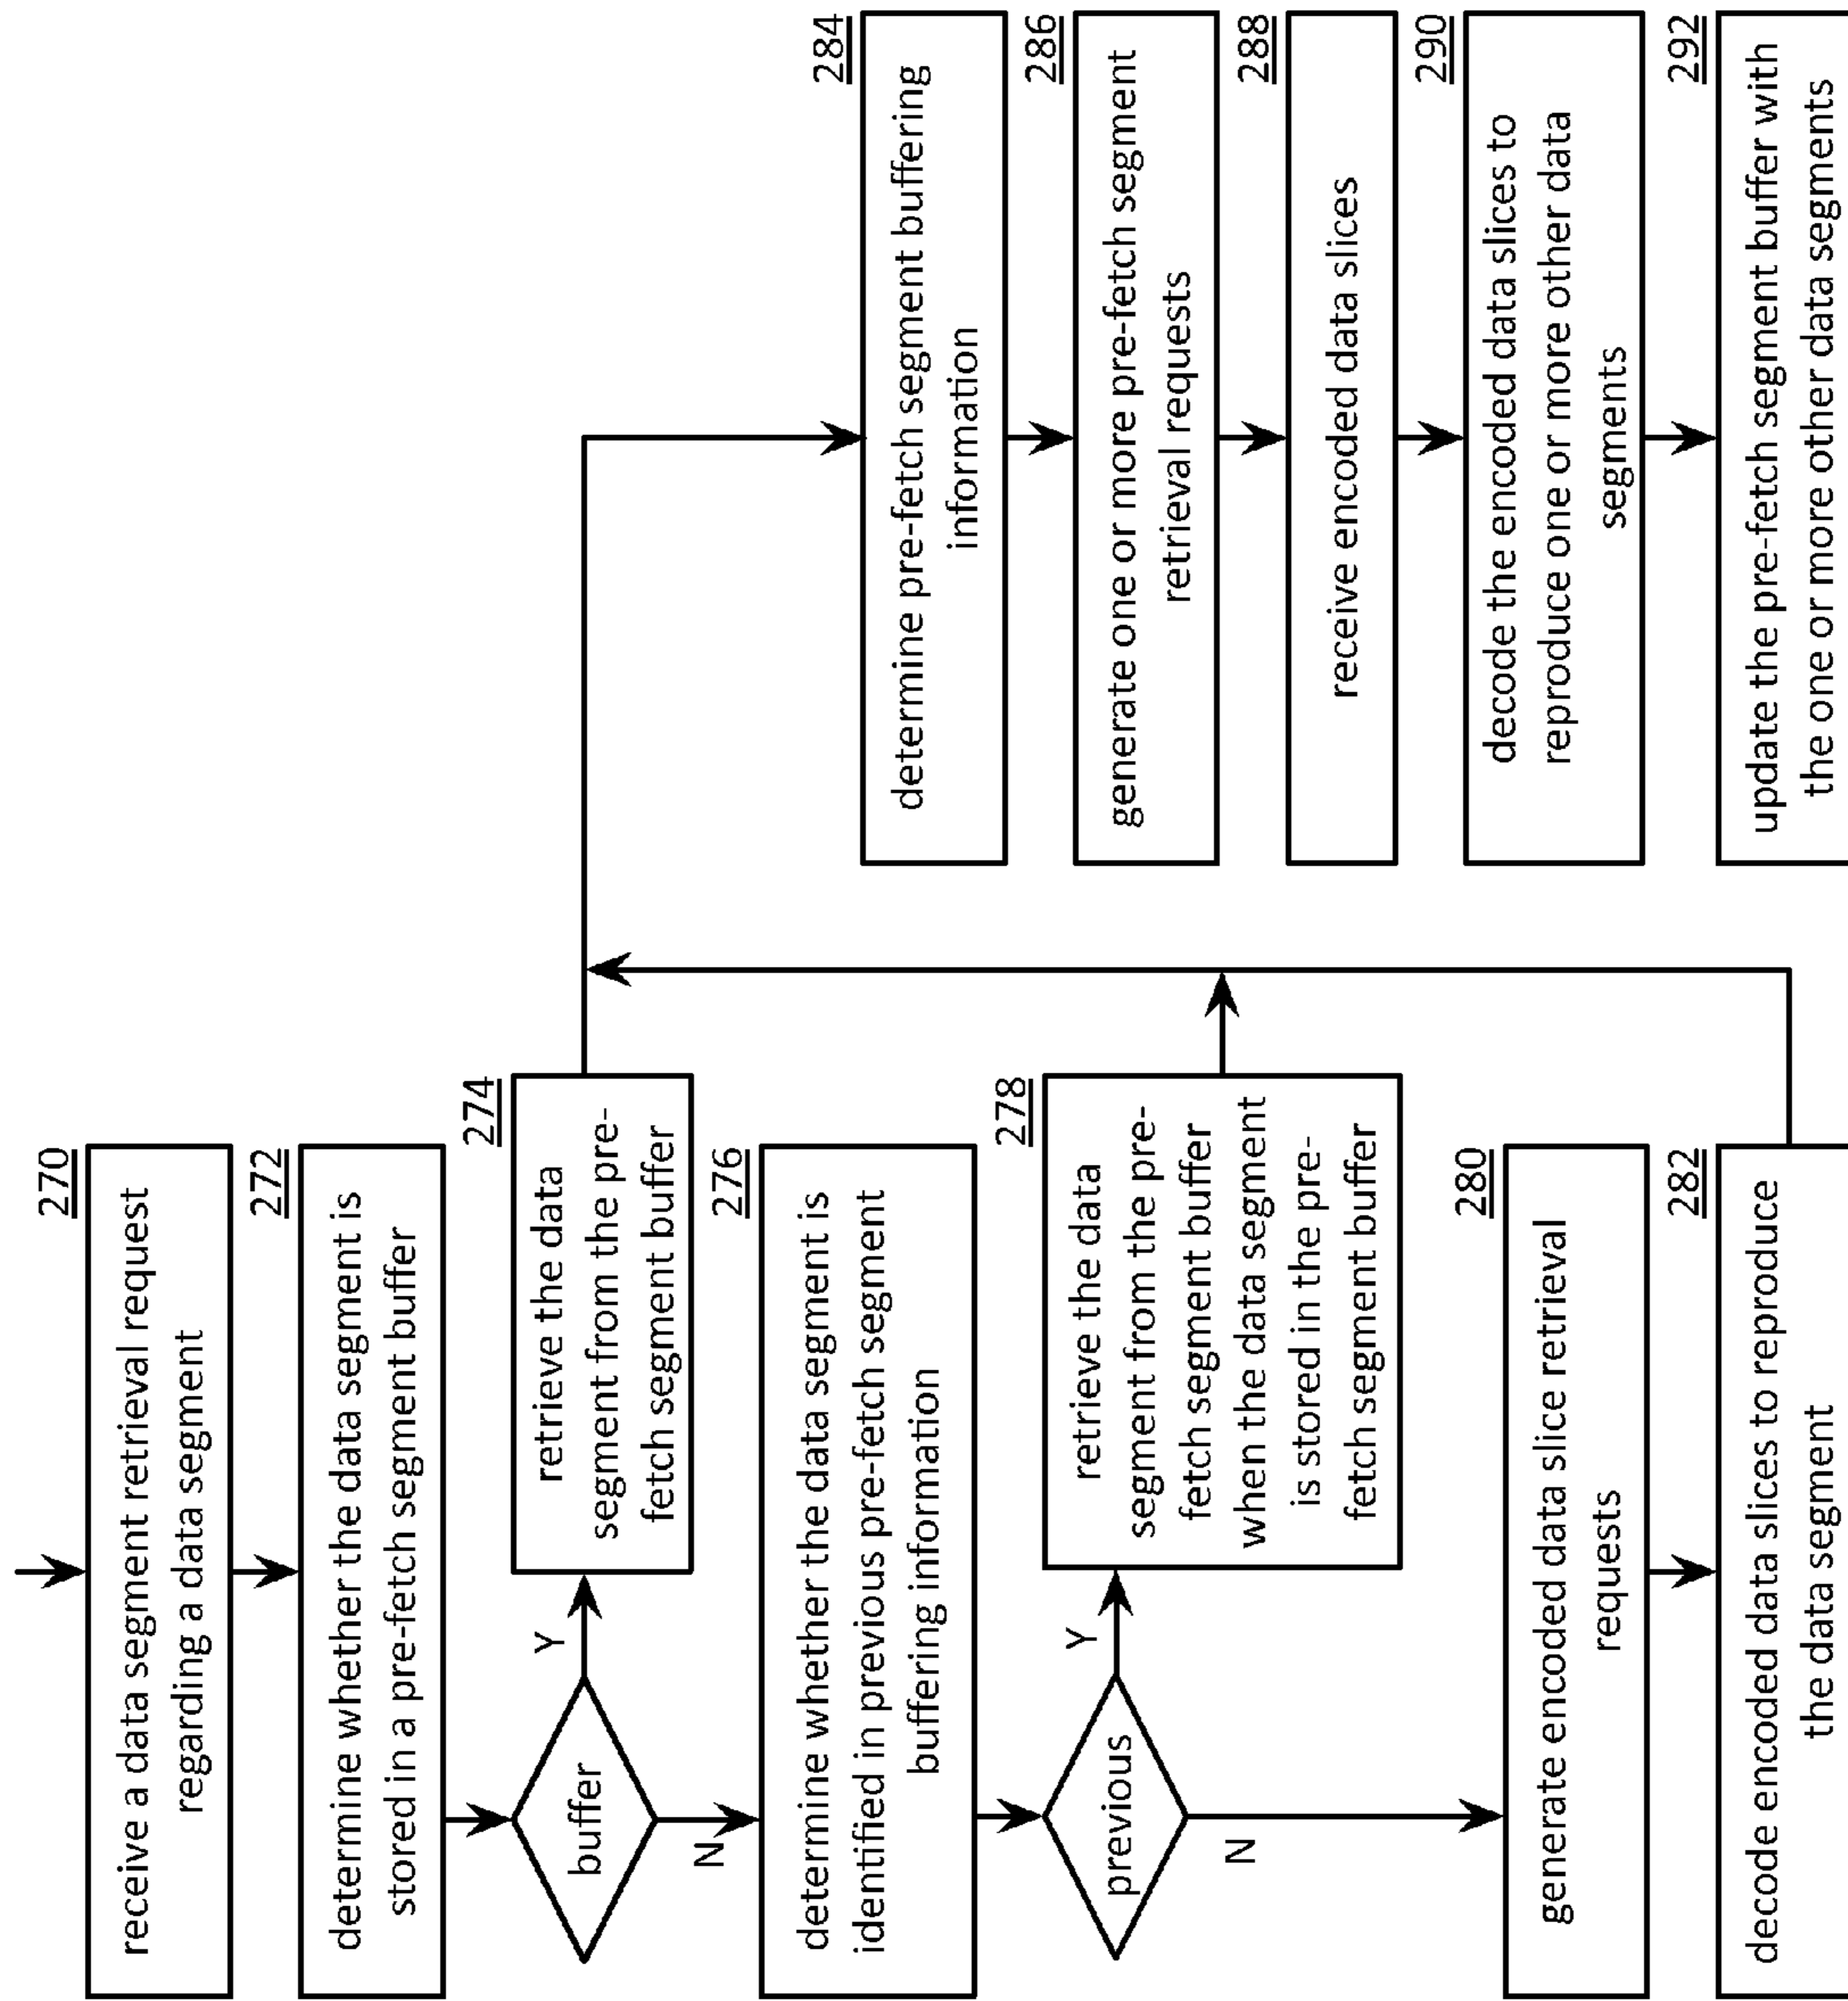 270
receive a data segment retrieval request
regarding a data segment
272
determine whether the data segment is
stored in a pre-fetch segment buffer
buffer
Y
N
274
retrieve the data
segment from the pre-
fetch segment buffer
276
determine whether the data segment is
identified in previous pre-fetch segment
buffering information
previous
Y
N
278
retrieve the data
segment from the pre-
fetch segment buffer
when the data segment
is stored in the pre-
fetch segment buffer
280
generate encoded data slice retrieval
requests
282
decode encoded data slices to reproduce
the data segment
284
determine pre-fetch segment buffering
information
286
generate one or more pre-fetch segment
retrieval requests
288
receive encoded data slices
290
decode the encoded data slices to
reproduce one or more other data
segments
292
update the pre-fetch segment buffer with
the one or more other data segments